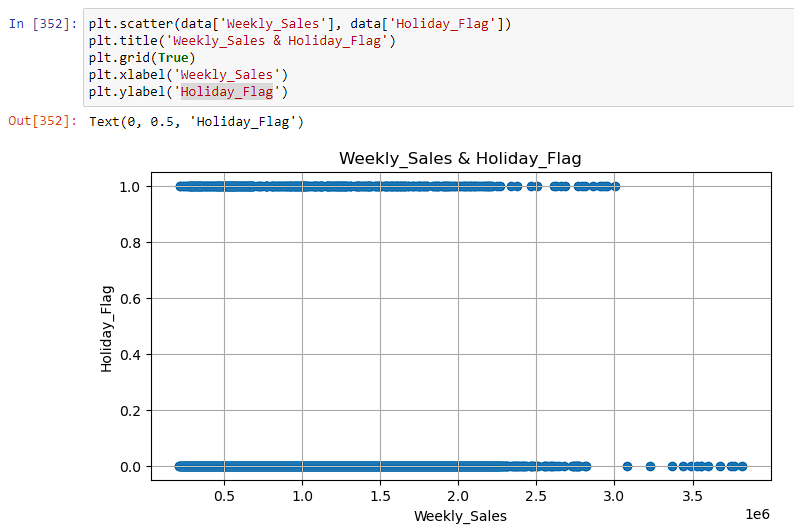 In [352]: plt.scatter(data['Weekly_Sales'], data['Holiday_Flag'])
plt.title('Weekly_Sales & Holiday_Flag')
plt.grid(True)
plt.xlabel('Weekly_Sales')
plt.ylabel('Holiday_Flag')
Out[352]: Text(0, 0.5, 'Holiday_Flag')
Weekly_Sales & Holiday_Flag
1.0
0.8
0.6
0.4
0.2
0.0
Holiday_Flag
0.5 1.0 1.5 2.0 2.5 3.0 3.5
1e6
Weekly_Sales